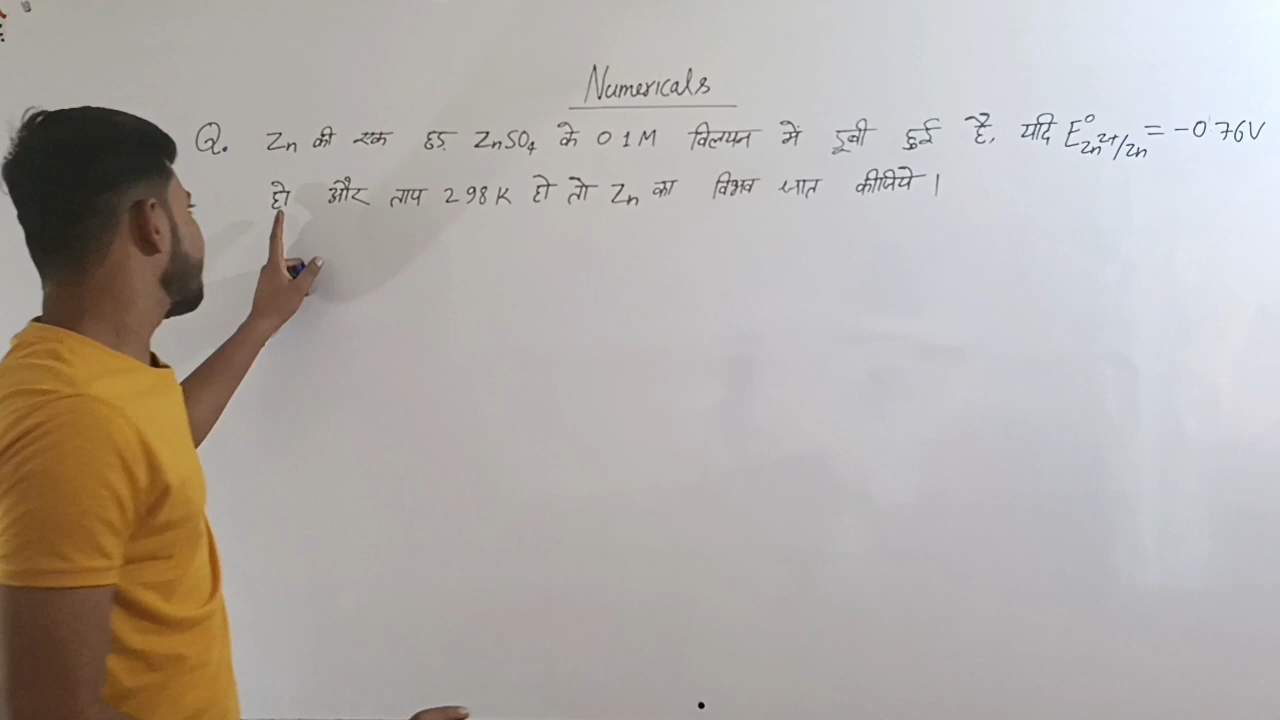 Numericals
Q. Zn की एक छड़ ZnSO4 के 0.1M विलयन में डूबी हुई है, यदि E°Zn2+/Zn = -0.76V
हो और ताप 298K हो तो Zn का विभव ज्ञात कीजिये।